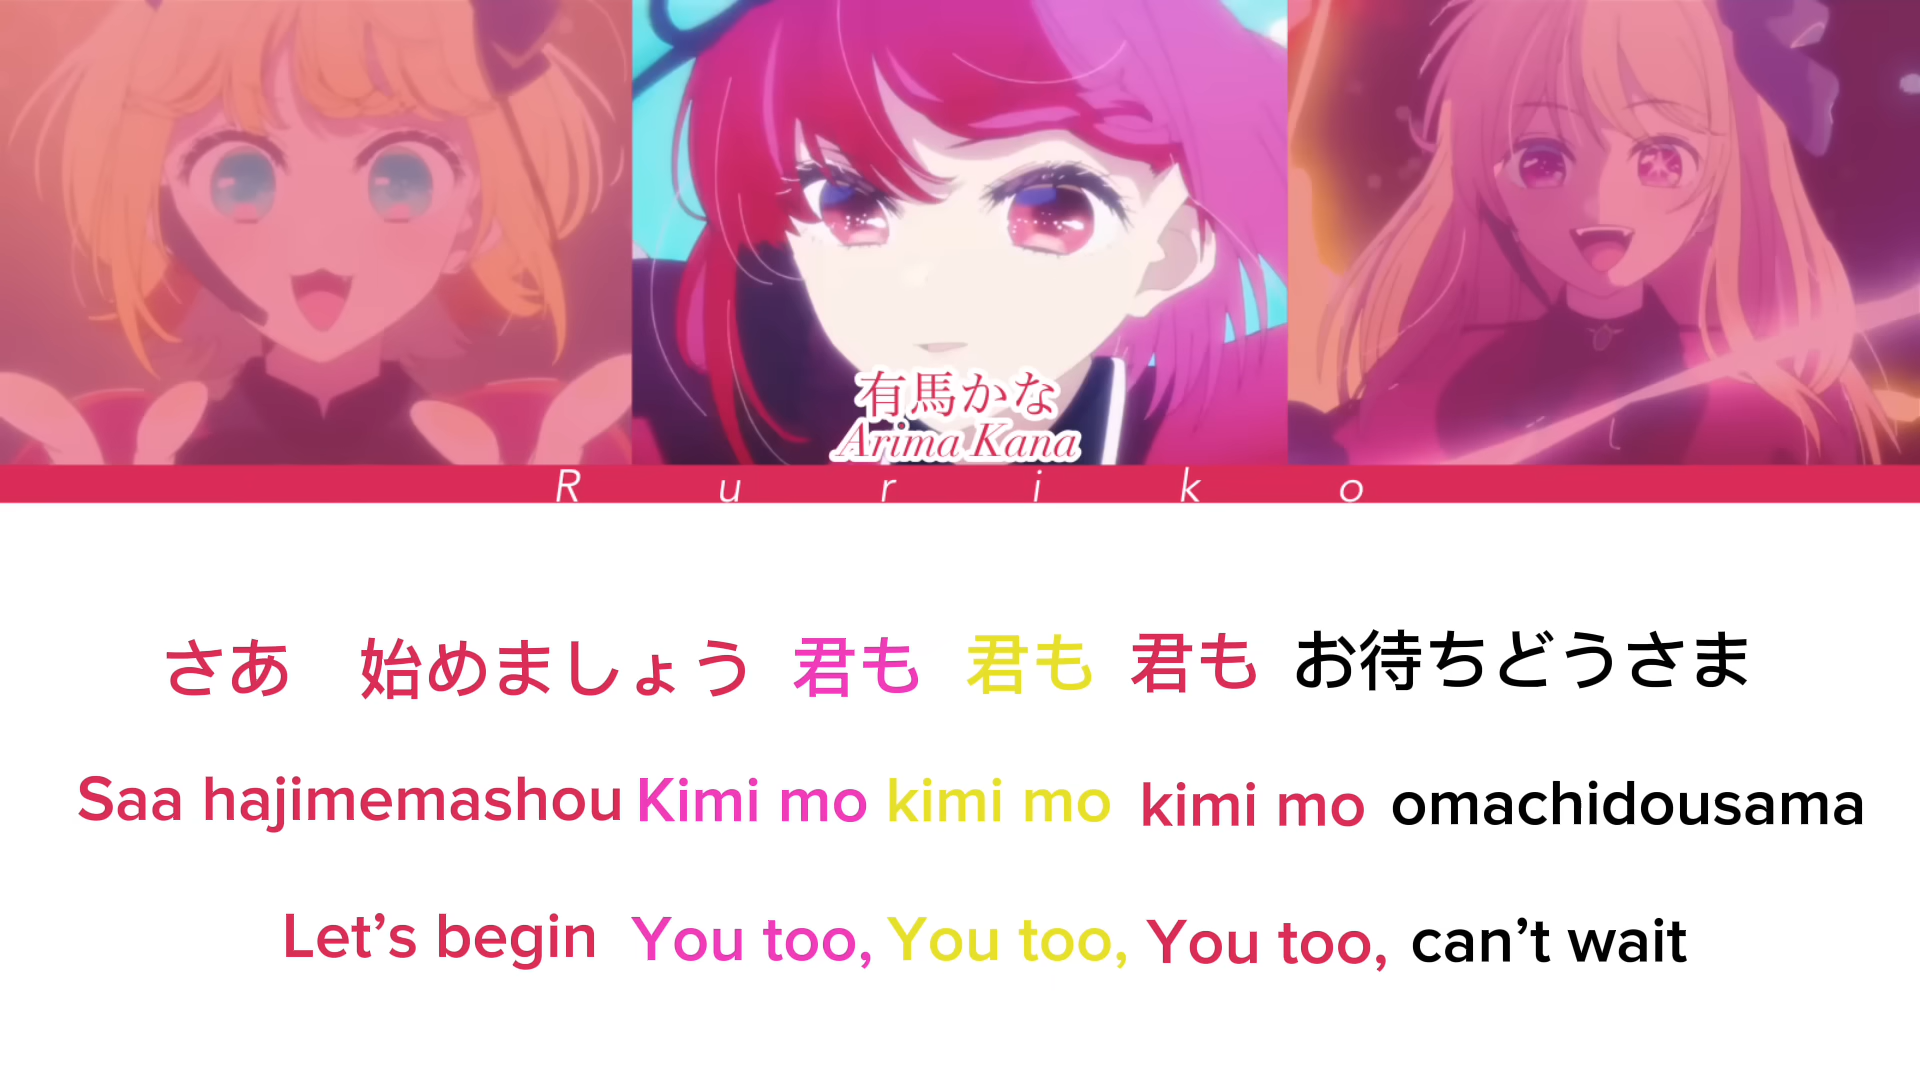 有馬かな
Arima Kana
Ruriko
さあ　始めましょう 君も 君も 君も お待ちどうさま
Saa hajimemashou Kimi mo kimi mo kimi mo omachidousama
Let’s begin You too, You too, You too, can’t wait